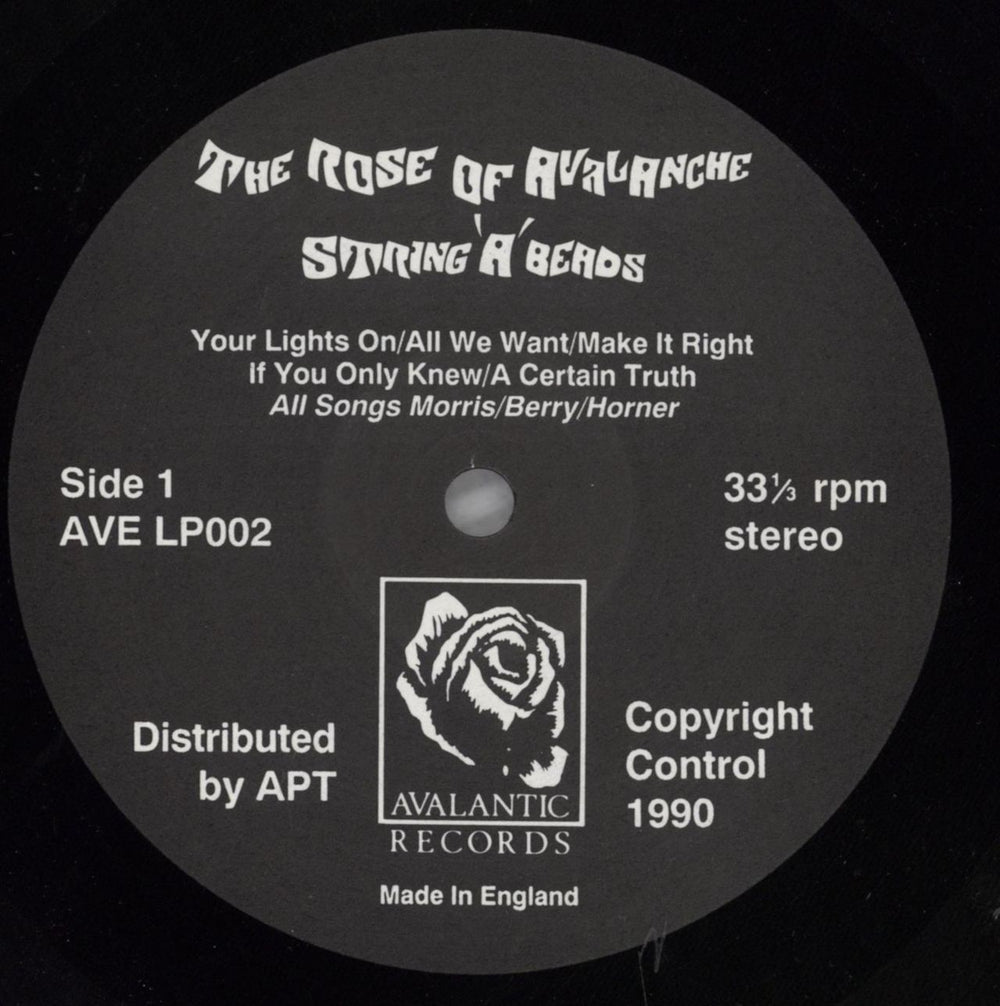 THE ROSE OF AVALANCHE
STRING 'A' BEADS
Your Lights On/All We Want/Make It Right
If You Only Knew/A Certain Truth
All Songs Morris/Berry/Horner
Side 1
AVE LP002
33⅓ rpm
stereo
Distributed
by APT
Copyright
Control
1990
AVALANTIC
RECORDS
Made In England